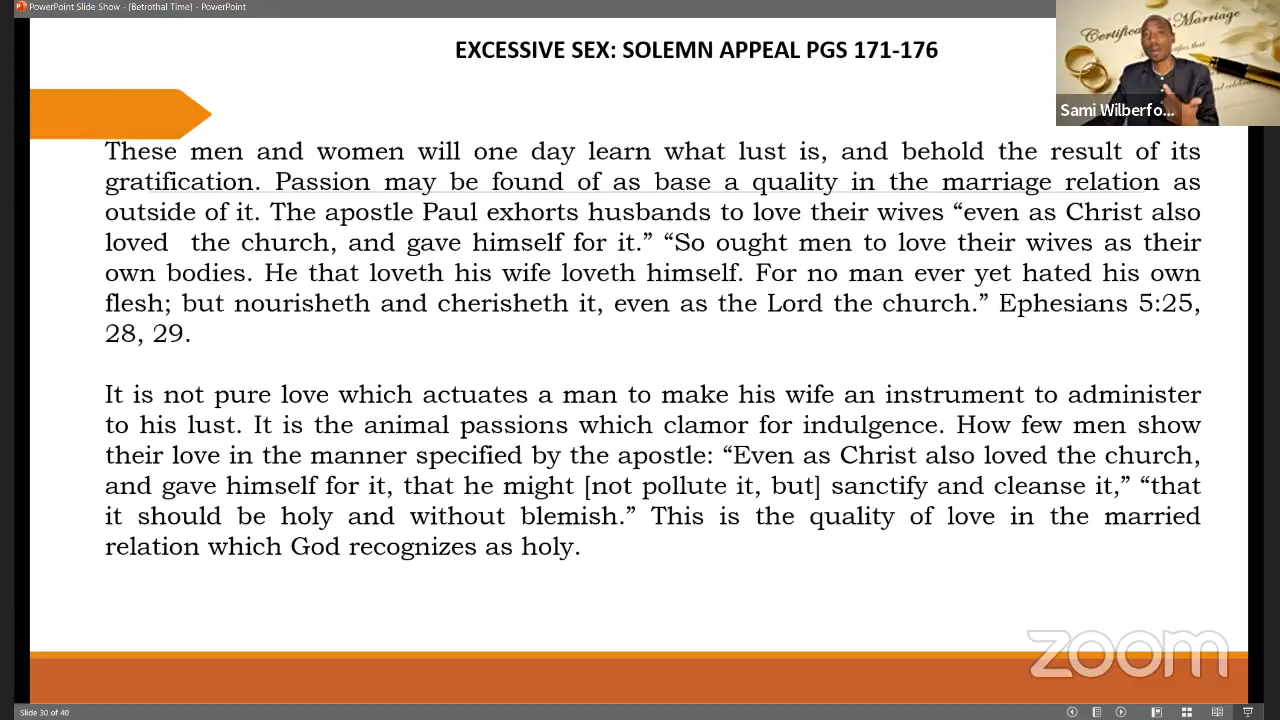 PowerPoint Slide Show - [Betrothal Time] - PowerPoint
EXCESSIVE SEX: SOLEMN APPEAL PGS 171-176
Certificate of Marriage
Sami Wilberfo...
These men and women will one day learn what lust is, and behold the result of its
gratification. Passion may be found of as base a quality in the marriage relation as
outside of it. The apostle Paul exhorts husbands to love their wives “even as Christ also
loved the church, and gave himself for it.” “So ought men to love their wives as their
own bodies. He that loveth his wife loveth himself. For no man ever yet hated his own
flesh; but nourisheth and cherisheth it, even as the Lord the church.” Ephesians 5:25,
28, 29.
It is not pure love which actuates a man to make his wife an instrument to administer
to his lust. It is the animal passions which clamor for indulgence. How few men show
their love in the manner specified by the apostle: “Even as Christ also loved the church,
and gave himself for it, that he might [not pollute it, but] sanctify and cleanse it,” “that
it should be holy and without blemish.” This is the quality of love in the married
relation which God recognizes as holy.
zoom
Slide 30 of 40